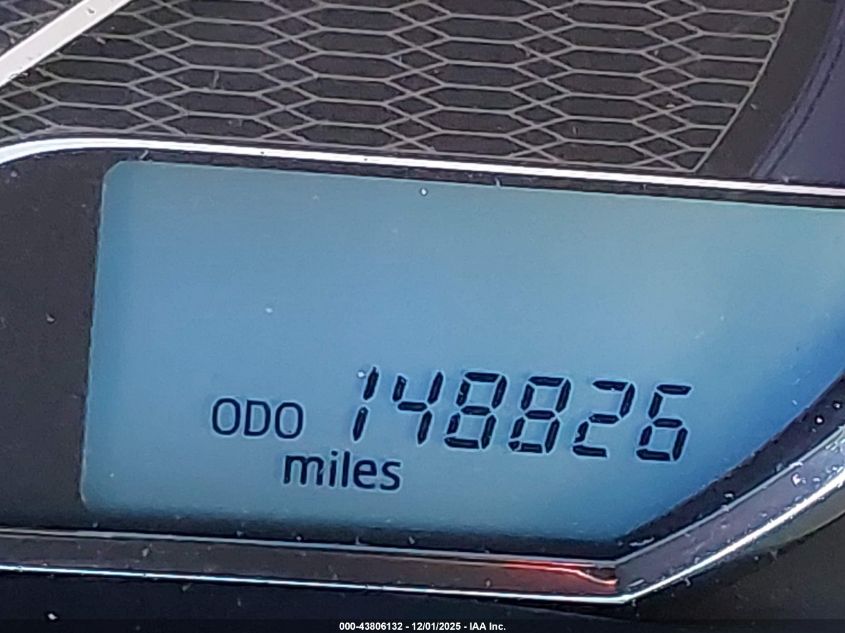 ODO 148826
miles
000-43806132 - 12/01/2025 - IAA Inc.